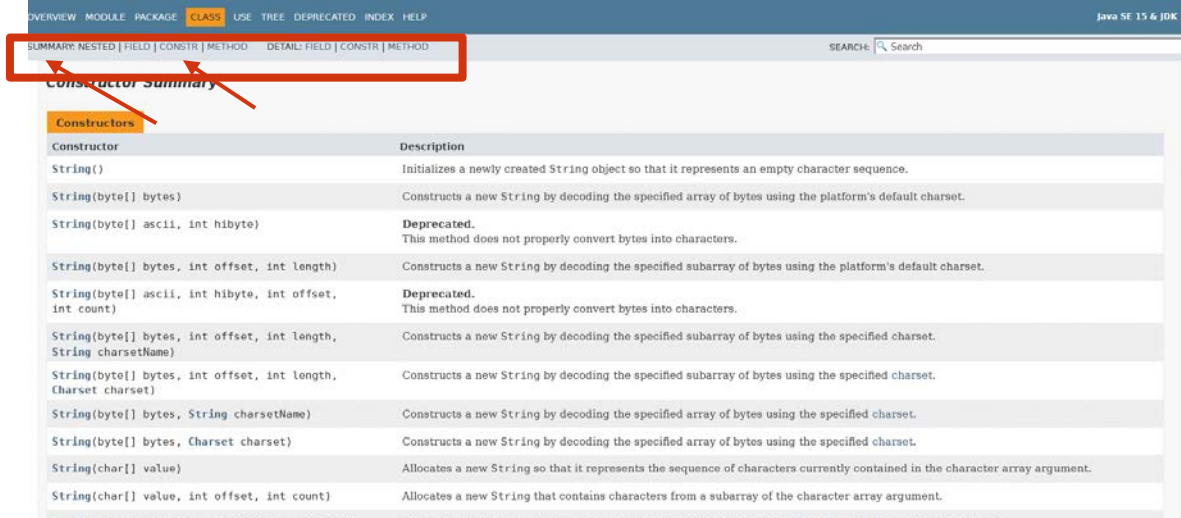 OVERVIEW MODULE PACKAGE CLASS USE TREE DEPRECATED INDEX HELP
Java SE 15 & JDK
SUMMARY: NESTED | FIELD | CONSTR | METHOD DETAIL: FIELD | CONSTR | METHOD
SEARCH: Search
Constructor Summary
Constructors
Constructor Description
String() Initializes a newly created String object so that it represents an empty character sequence.
String(byte[] bytes) Constructs a new String by decoding the specified array of bytes using the platform's default charset.
String(byte[] ascii, int hibyte) Deprecated.
This method does not properly convert bytes into characters.
String(byte[] bytes, int offset, int length) Constructs a new String by decoding the specified subarray of bytes using the platform's default charset.
String(byte[] ascii, int hibyte, int offset, Deprecated.
int count) This method does not properly convert bytes into characters.
String(byte[] bytes, int offset, int length, Constructs a new String by decoding the specified subarray of bytes using the specified charset.
String charsetName)
String(byte[] bytes, int offset, int length, Constructs a new String by decoding the specified subarray of bytes using the specified charset.
Charset charset)
String(byte[] bytes, String charsetName) Constructs a new String by decoding the specified array of bytes using the specified charset.
String(byte[] bytes, Charset charset) Constructs a new String by decoding the specified array of bytes using the specified charset.
String(char[] value) Allocates a new String so that it represents the sequence of characters currently contained in the character array argument.
String(char[] value, int offset, int count) Allocates a new String that contains characters from a subarray of the character array argument.